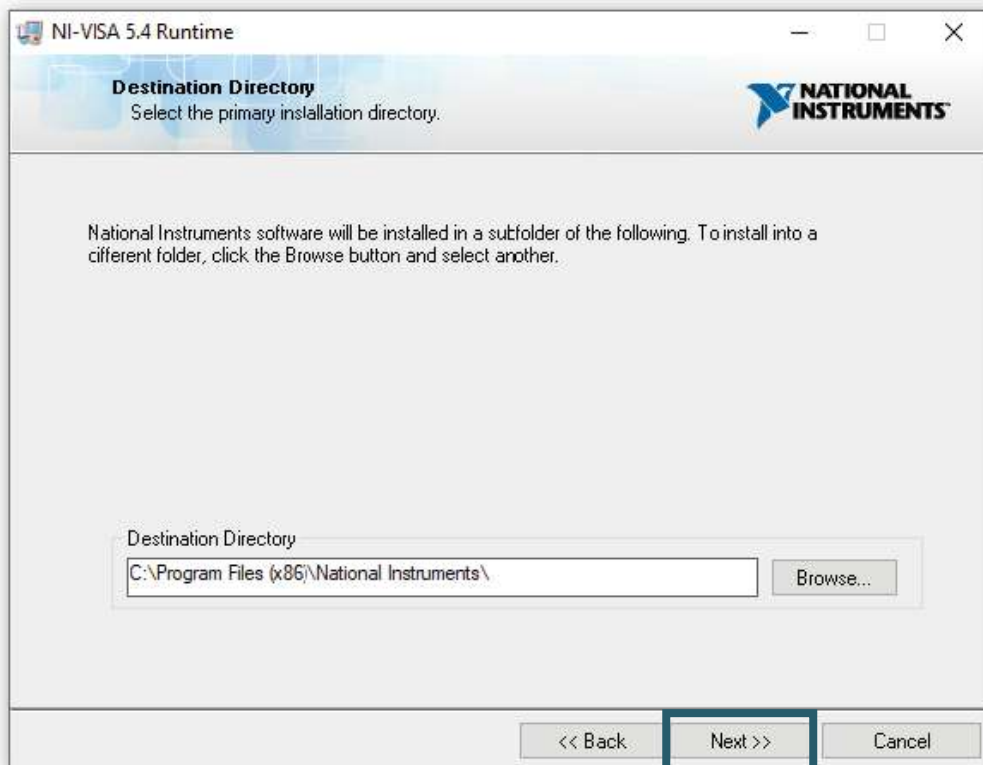 NI-VISA 5.4 Runtime
Destination Directory
Select the primary installation directory.
NATIONAL
INSTRUMENTS™
National Instruments software will be installed in a subfolder of the following. To install into a
different folder, click the Browse button and select another.
Destination Directory
C:\Program Files (x86)\National Instruments\
Browse...
<< Back
Next >>
Cancel